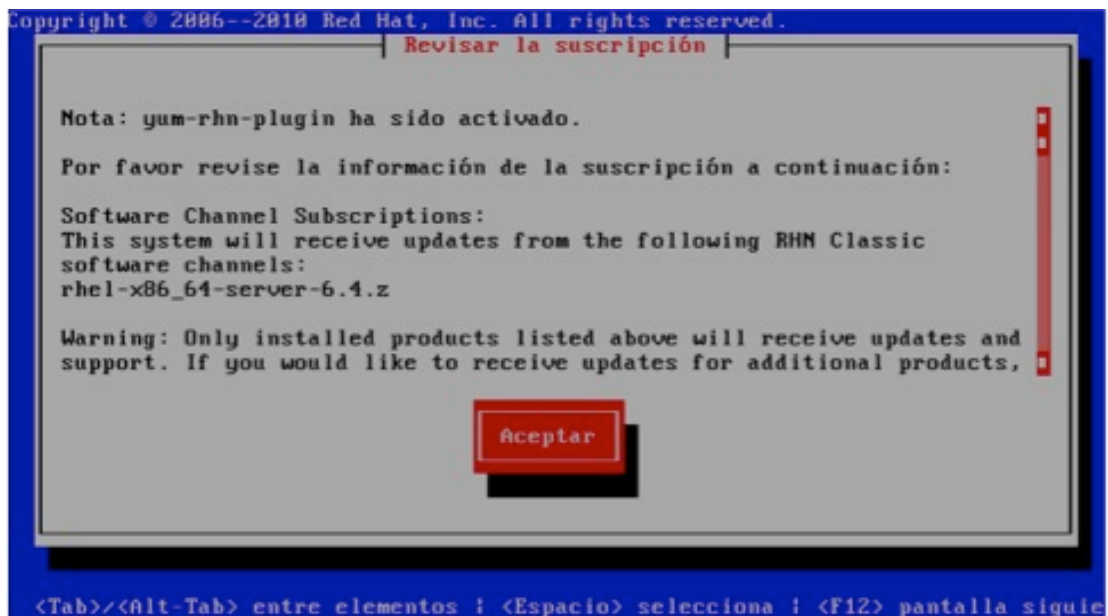 Copyright © 2006--2010 Red Hat, Inc. All rights reserved.
Revisar la suscripción
Nota: yum-rhn-plugin ha sido activado.
Por favor revise la información de la suscripción a continuación:
Software Channel Subscriptions:
This system will receive updates from the following RHN Classic
software channels:
rhel-x86_64-server-6.4.z
Warning: Only installed products listed above will receive updates and
support. If you would like to receive updates for additional products,
Aceptar
<Tab>/<Alt-Tab> entre elementos | <Espacio> selecciona | <F12> pantalla siguie